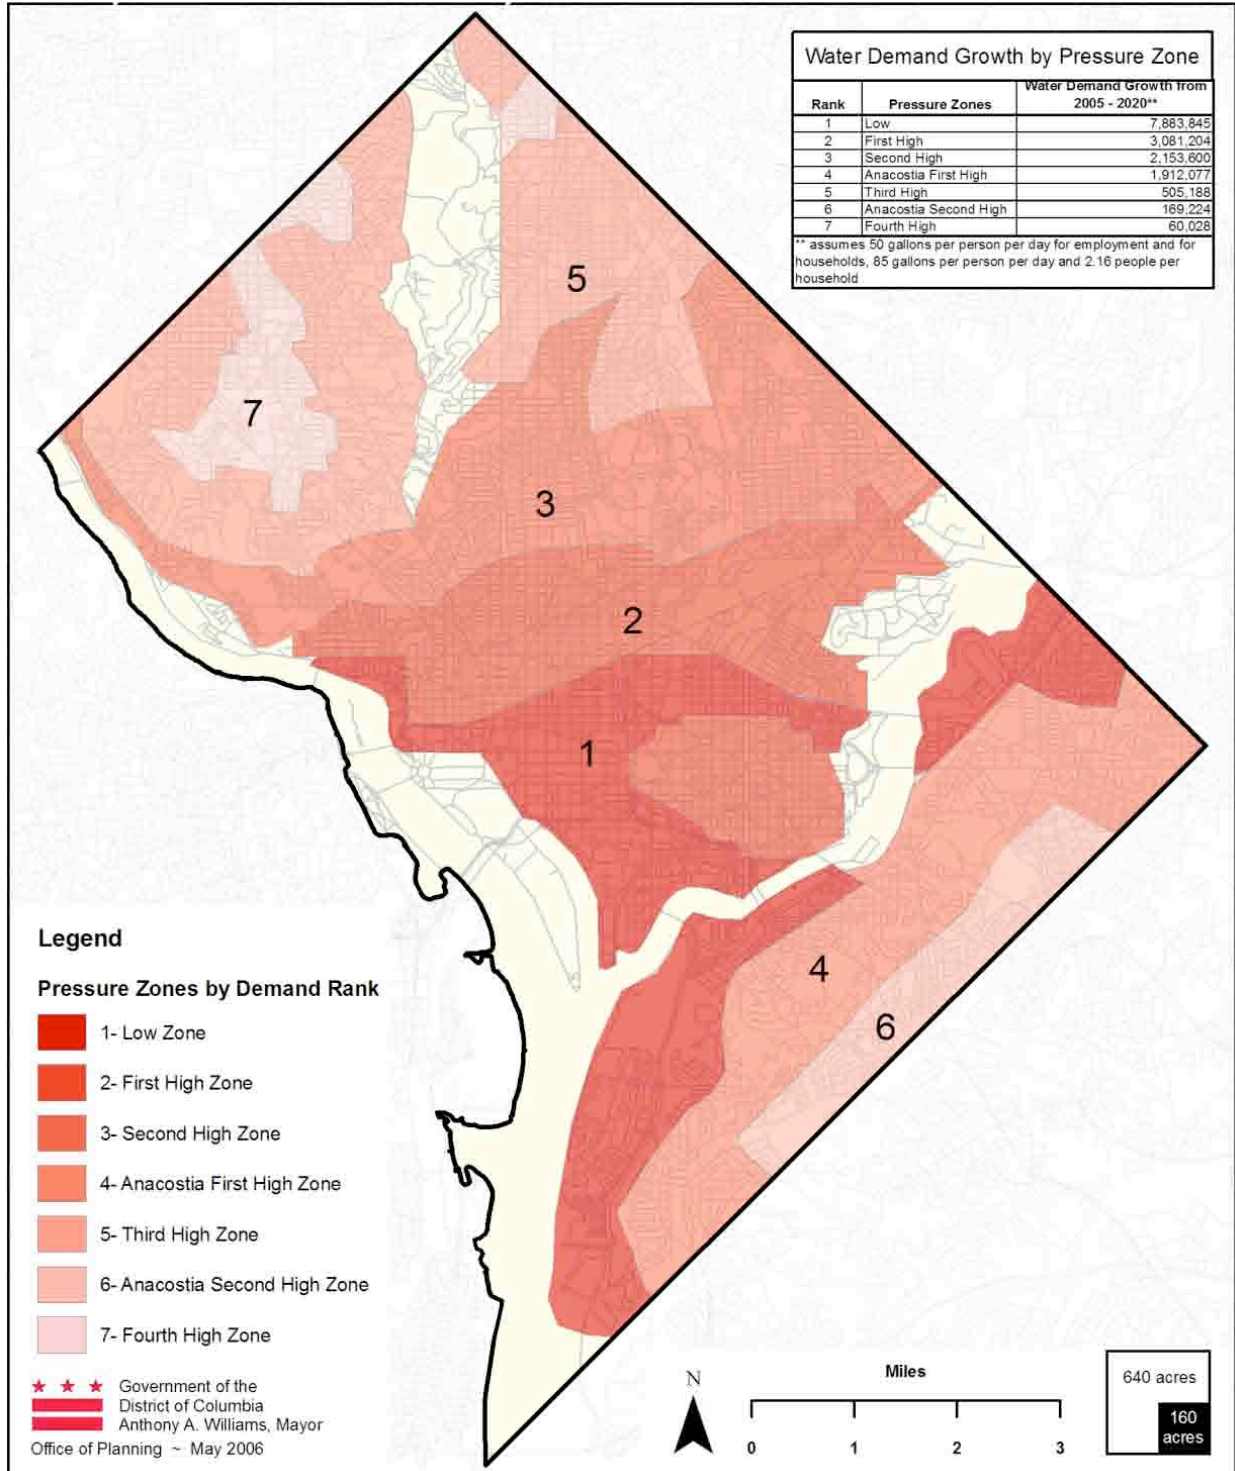 Water Demand Growth by Pressure Zone
Rank Pressure Zones Water Demand Growth from 2005 - 2020**
1 Low 7,883,845
2 First High 3,081,204
3 Second High 2,153,600
4 Anacostia First High 1,912,077
5 Third High 505,188
6 Anacostia Second High 169,224
7 Fourth High 60,028
** assumes 50 gallons per person per day for employment and for
households, 85 gallons per person per day and 2.16 people per
household
5
7
3
2
1
4
6
Legend
Pressure Zones by Demand Rank
1- Low Zone
2- First High Zone
3- Second High Zone
4- Anacostia First High Zone
5- Third High Zone
6- Anacostia Second High Zone
7- Fourth High Zone
Government of the
District of Columbia
Anthony A. Williams, Mayor
Office of Planning ~ May 2006
N
Miles
0 1 2 3
640 acres
160
acres